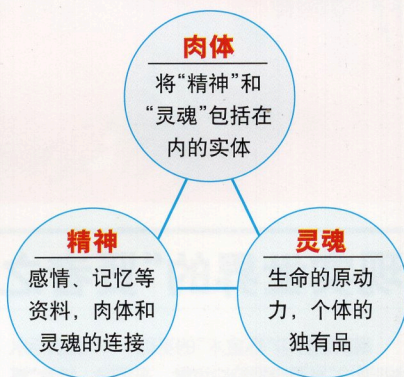 肉体
将“精神”和
“灵魂”包括在
内的实体
精神
感情、记忆等
资料，肉体和
灵魂的连接
灵魂
生命的原动
力，个体的
独有品